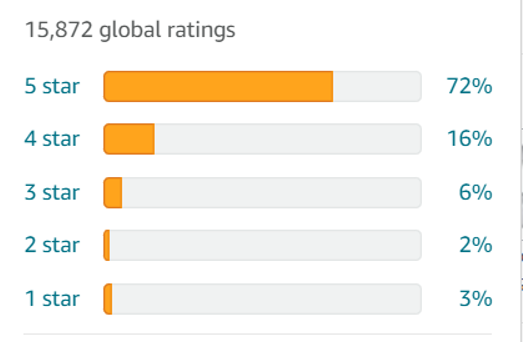 15,872 global ratings
5 star 72%
4 star 16%
3 star 6%
2 star 2%
1 star 3%